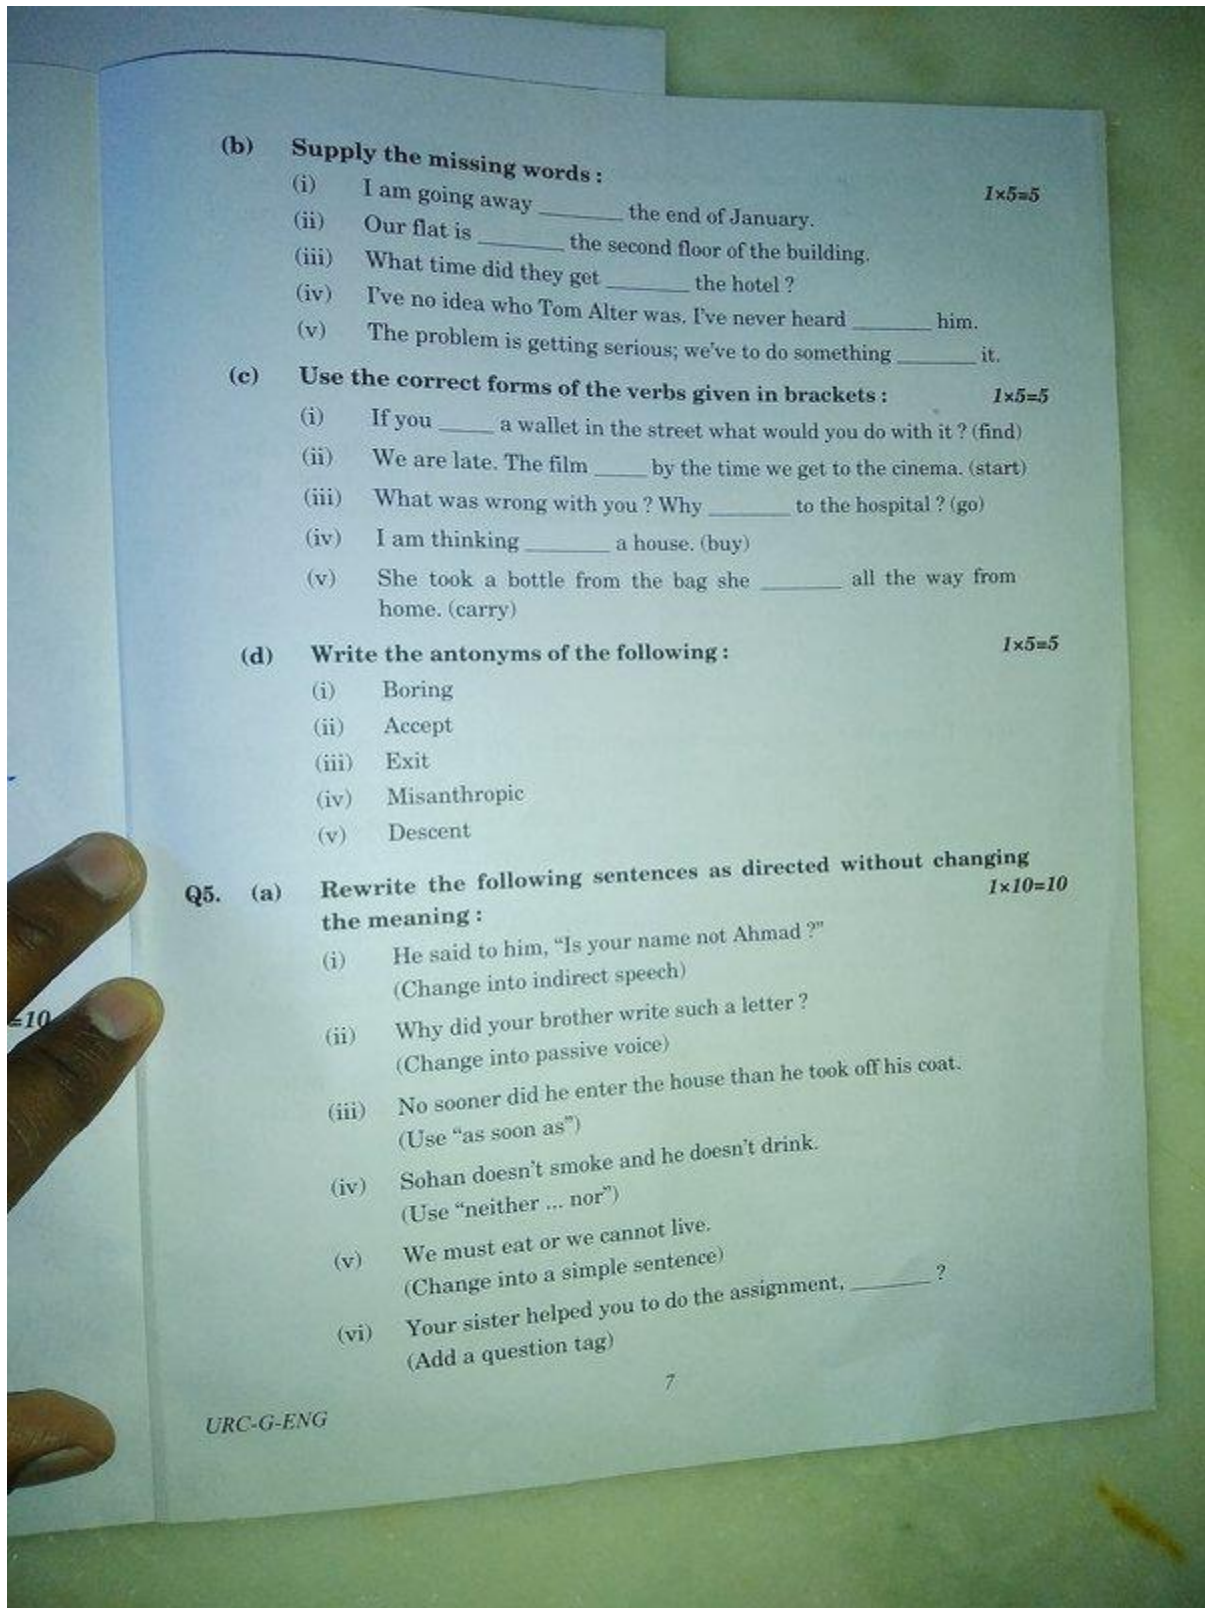 (b) Supply the missing words : 1×5=5
(i) I am going away ________ the end of January.
(ii) Our flat is ________ the second floor of the building.
(iii) What time did they get ________ the hotel ?
(iv) I've no idea who Tom Alter was. I've never heard ________ him.
(v) The problem is getting serious; we've to do something ________ it.
(c) Use the correct forms of the verbs given in brackets : 1×5=5
(i) If you _____ a wallet in the street what would you do with it ? (find)
(ii) We are late. The film _____ by the time we get to the cinema. (start)
(iii) What was wrong with you ? Why ________ to the hospital ? (go)
(iv) I am thinking ________ a house. (buy)
(v) She took a bottle from the bag she ________ all the way from
home. (carry)
(d) Write the antonyms of the following : 1×5=5
(i) Boring
(ii) Accept
(iii) Exit
(iv) Misanthropic
(v) Descent
Q5. (a) Rewrite the following sentences as directed without changing
the meaning : 1×10=10
(i) He said to him, “Is your name not Ahmad ?”
(Change into indirect speech)
=10
(ii) Why did your brother write such a letter ?
(Change into passive voice)
(iii) No sooner did he enter the house than he took off his coat.
(Use “as soon as”)
(iv) Sohan doesn't smoke and he doesn't drink.
(Use “neither ... nor”)
(v) We must eat or we cannot live.
(Change into a simple sentence)
(vi) Your sister helped you to do the assignment, ________ ?
(Add a question tag)
7
URC-G-ENG